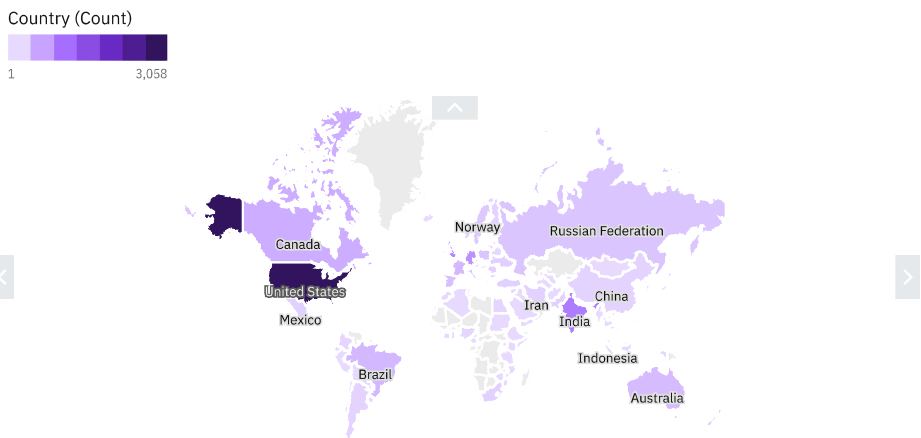 Country (Count)
1 3,058
Norway
Russian Federation
Canada
United States
Iran
China
Mexico
India
Indonesia
Brazil
Australia